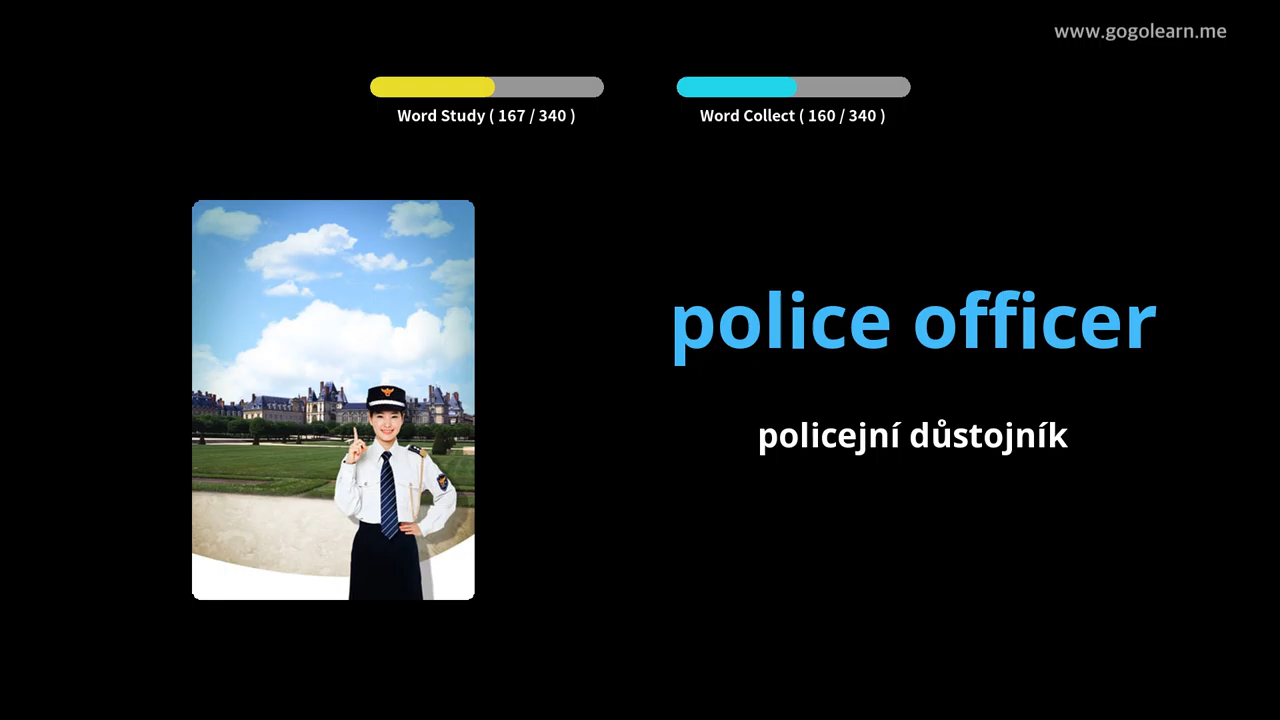 www.gogolearn.me
Word Study ( 167 / 340 )
Word Collect ( 160 / 340 )
police officer
policejní důstojník